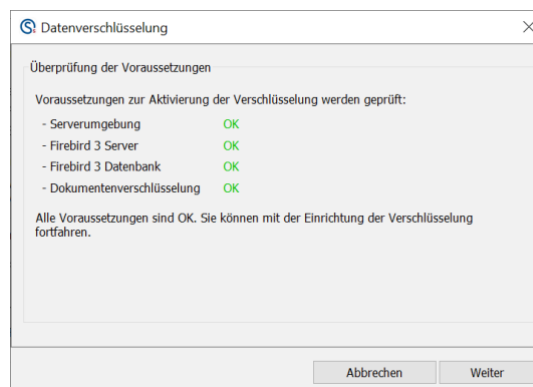 Datenverschlüsselung
Überprüfung der Voraussetzungen
Voraussetzungen zur Aktivierung der Verschlüsselung werden geprüft:
- Serverumgebung OK
- Firebird 3 Server OK
- Firebird 3 Datenbank OK
- Dokumentenverschlüsselung OK
Alle Voraussetzungen sind OK. Sie können mit der Einrichtung der Verschlüsselung
fortfahren.
Abbrechen Weiter